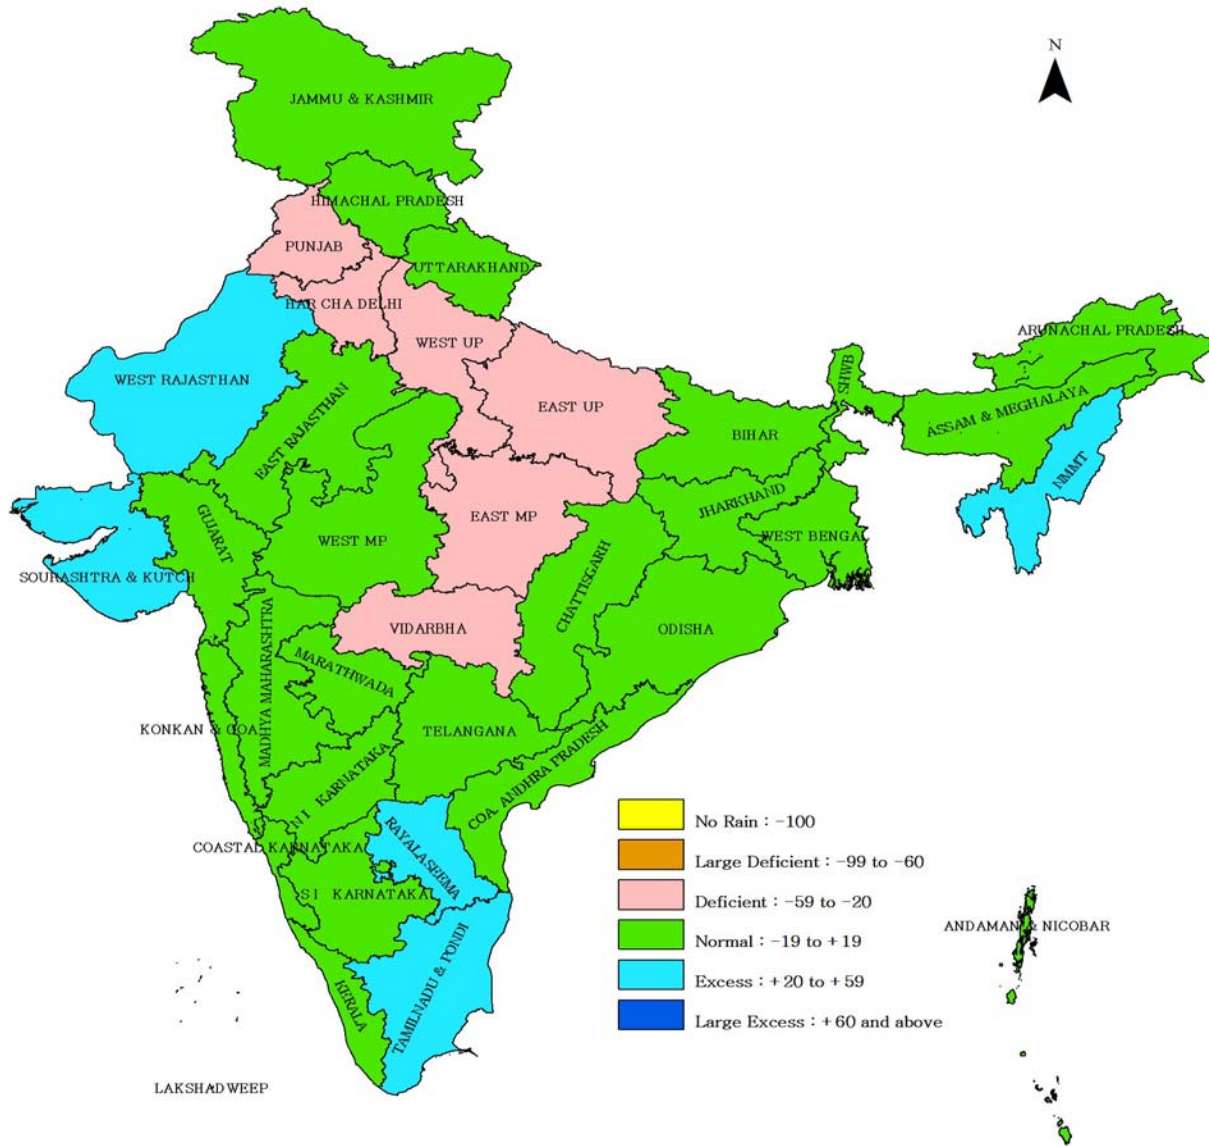 N
JAMMU & KASHMIR
HIMACHAL PRADESH
PUNJAB
UTTARAKHAND
HAR CHA DELHI
ARUNACHAL PRADESH
WEST UP
SHWB
WEST RAJASTHAN
EAST UP
ASSAM & MEGHALAYA
EAST RAJASTHAN
BIHAR
NMMT
JHARKHAND
EAST MP
GUJARAT
WEST MP
WEST BENGAL
SOURASHTRA & KUTCH
CHATTISGARH
VIDARBHA
ODISHA
MADHYA MAHARASHTRA
MARATHWADA
KONKAN & GOA
TELANGANA
COA. ANDHRA PRADESH
N I KARNATAKA
COASTAL KARNATAKA
RAYALASEEMA
S I KARNATAKA
ANDAMAN & NICOBAR
TAMILNADU & PONDI
KERALA
LAKSHADWEEP
No Rain : -100
Large Deficient : -99 to -60
Deficient : -59 to -20
Normal : -19 to +19
Excess : +20 to +59
Large Excess : +60 and above